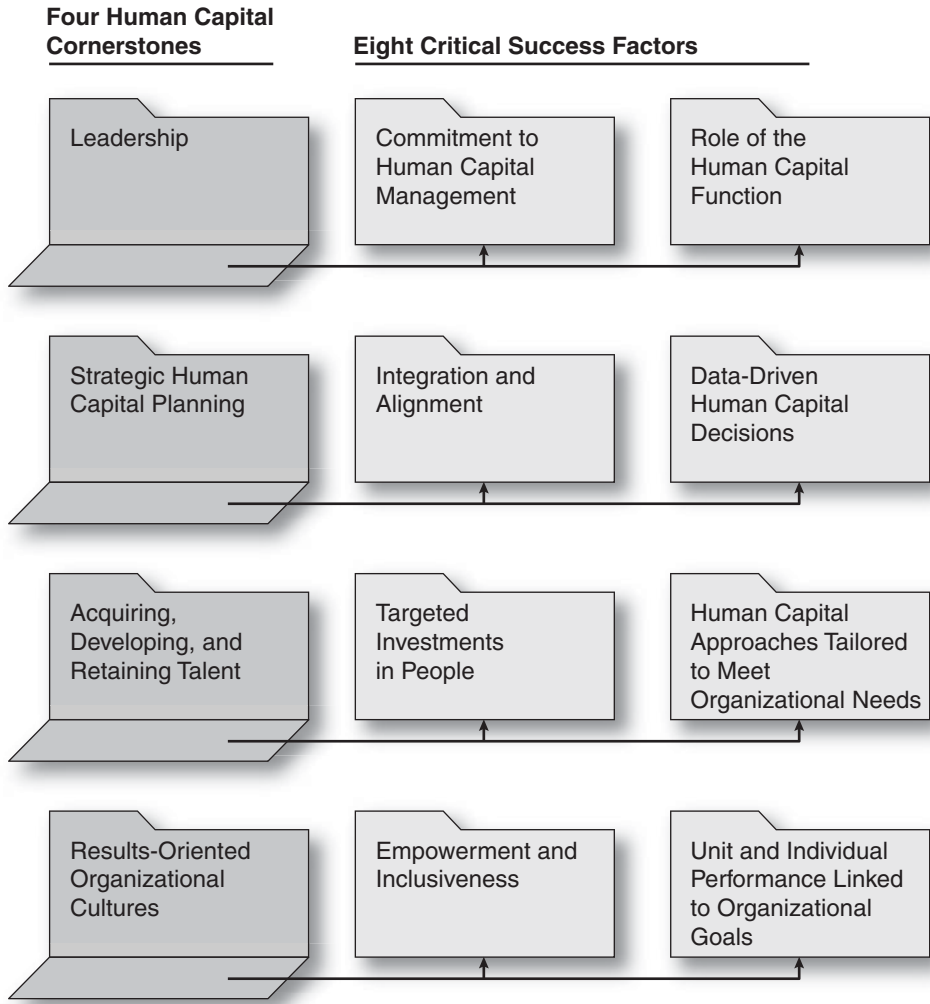 Four Human Capital
Cornerstones
Eight Critical Success Factors
Leadership
Commitment to
Human Capital
Management
Role of the
Human Capital
Function
Strategic Human
Capital Planning
Integration and
Alignment
Data-Driven
Human Capital
Decisions
Acquiring,
Developing, and
Retaining Talent
Targeted
Investments
in People
Human Capital
Approaches Tailored
to Meet
Organizational Needs
Results-Oriented
Organizational
Cultures
Empowerment and
Inclusiveness
Unit and Individual
Performance Linked
to Organizational
Goals